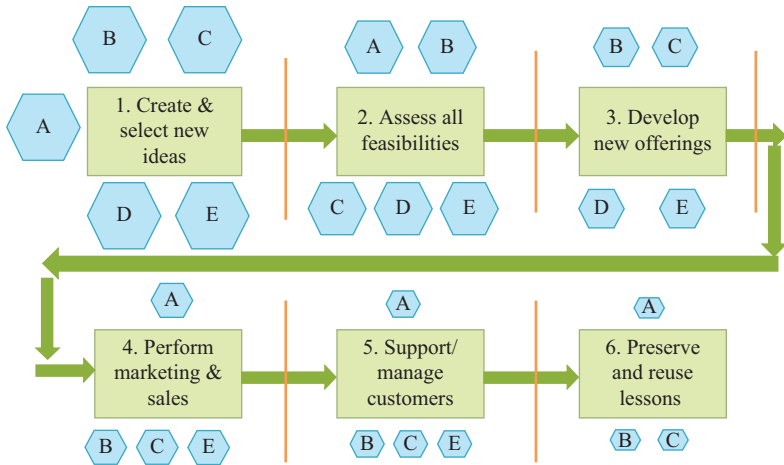 B C
A
1. Create &
select new
ideas
D E
A B
2. Assess all
feasibilities
C D E
B C
3. Develop
new offerings
D E
A
4. Perform
marketing &
sales
B C E
A
5. Support/
manage
customers
B C E
A
6. Preserve
and reuse
lessons
B C